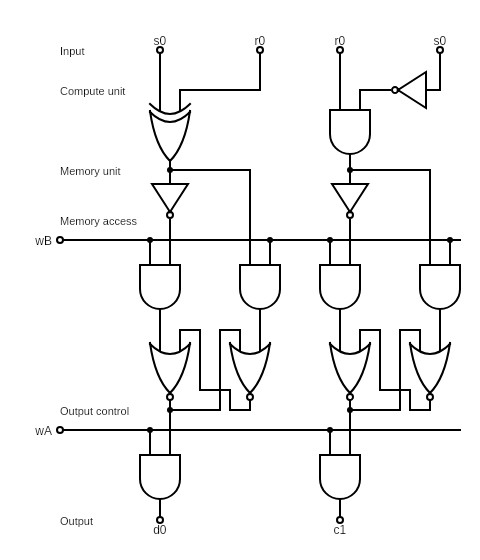 s0 r0 r0 s0
Input
Compute unit
Memory unit
Memory access
wB
Output control
wA
Output
d0 c1